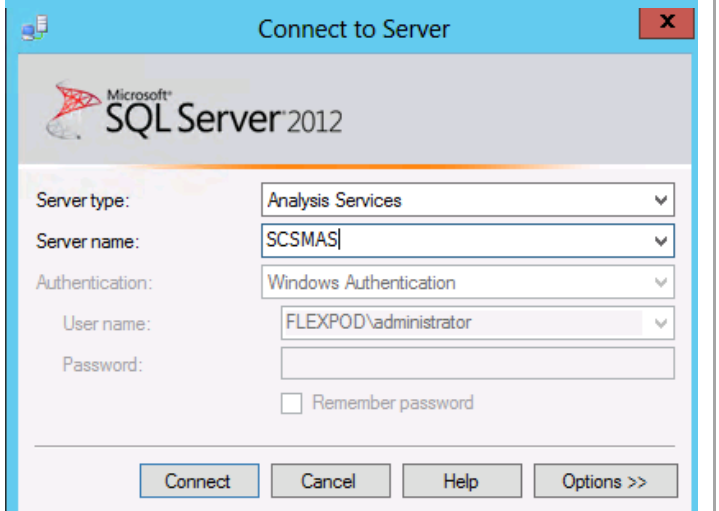 Connect to Server
x
Microsoft®
SQL Server® 2012
Server type: Analysis Services
Server name: SCSMAS
Authentication: Windows Authentication
User name: FLEXPOD\administrator
Password:
Remember password
Connect Cancel Help Options >>